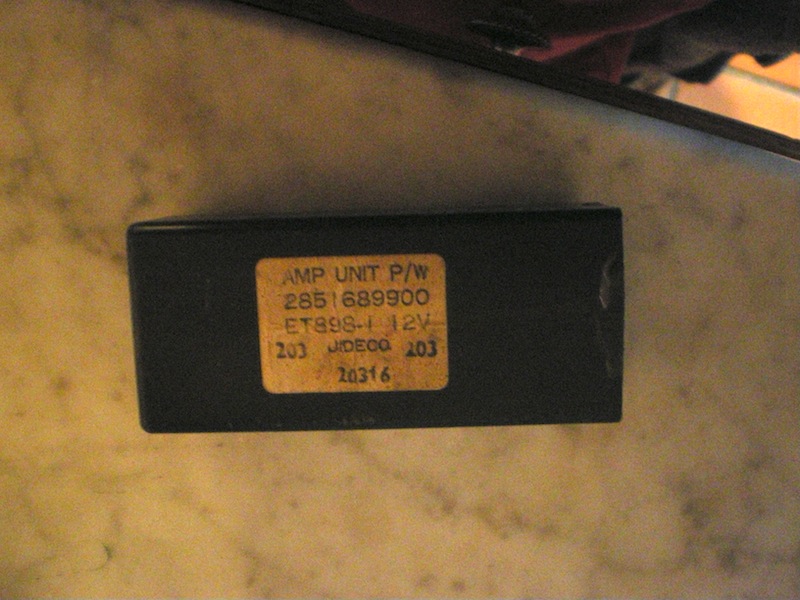 AMP UNIT P/W
2851689900
ET898-1 12V
203 JIDECO 203
20316